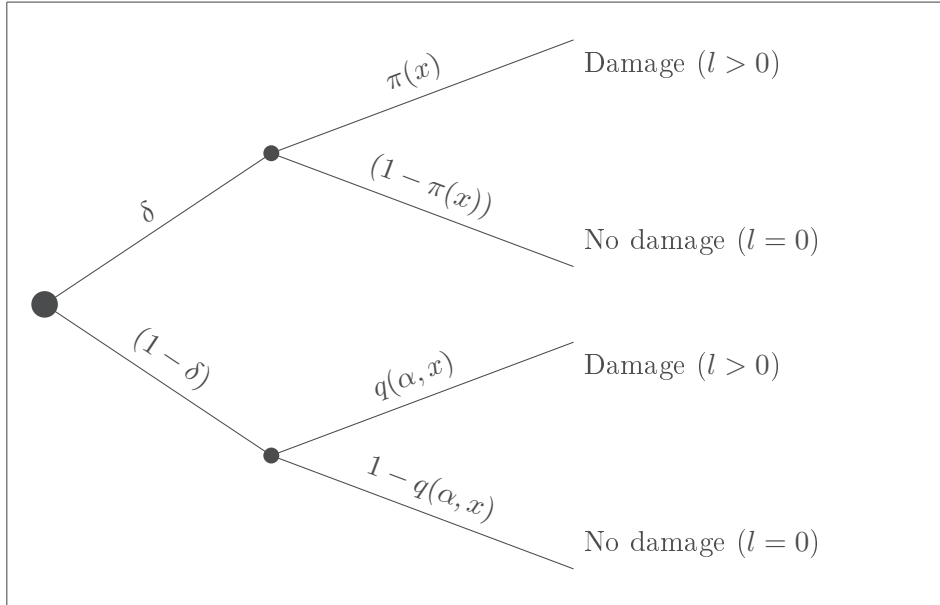 π(x)
Damage (l > 0)
(1 − π(x))
δ
No damage (l = 0)
(1 − δ)
q(α, x)
Damage (l > 0)
1 − q(α, x)
No damage (l = 0)